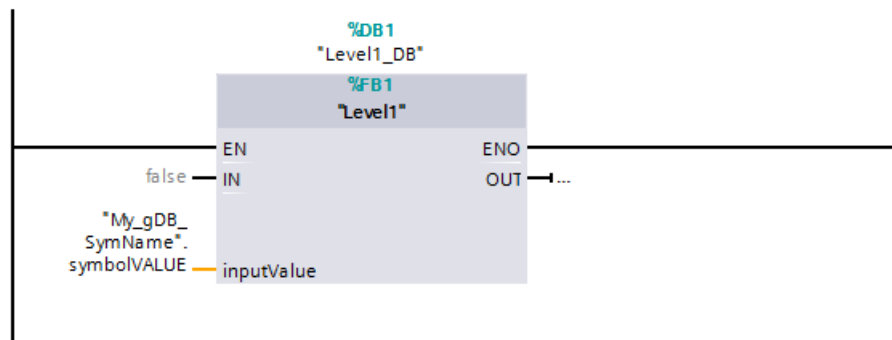 %DB1
"Level1_DB"
%FB1
"Level1"
EN ENO
false IN OUT ...
"My_gDB_
SymName".
symbolVALUE inputValue